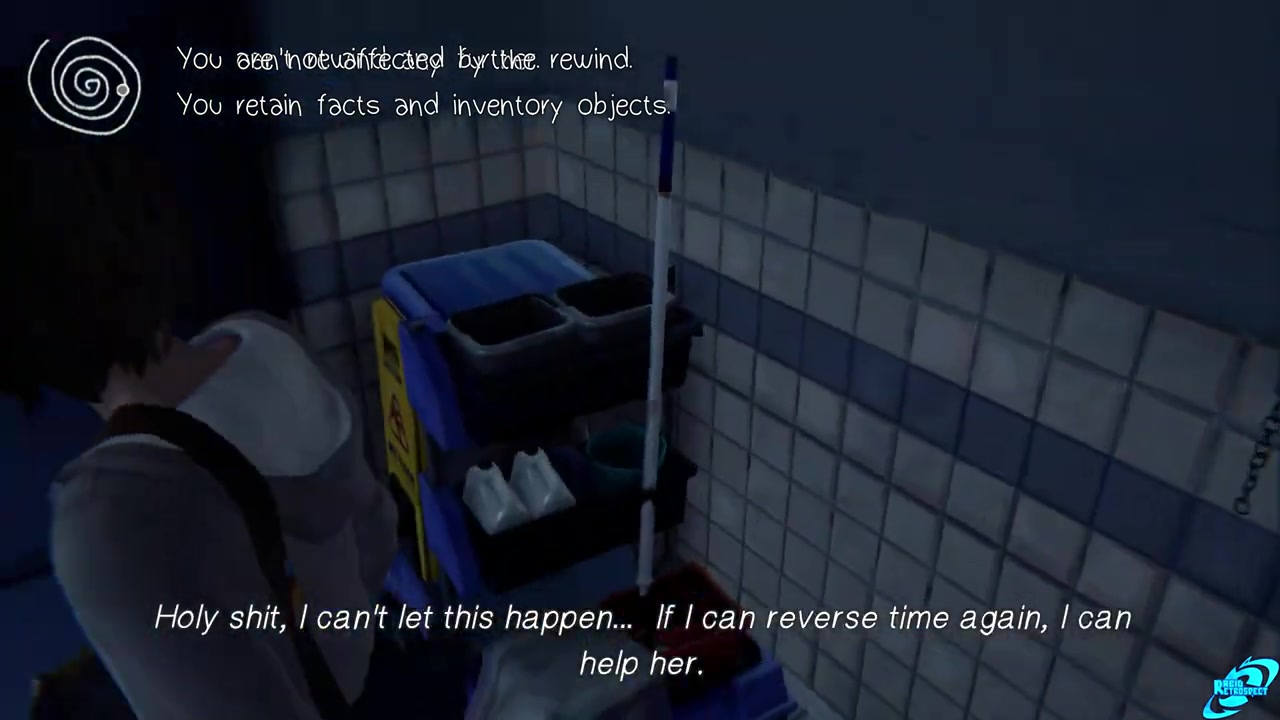 You are not affected by the rewind.
You retain facts and inventory objects.
Holy shit, I can't let this happen... If I can reverse time again, I can
help her.
RETROSPECT